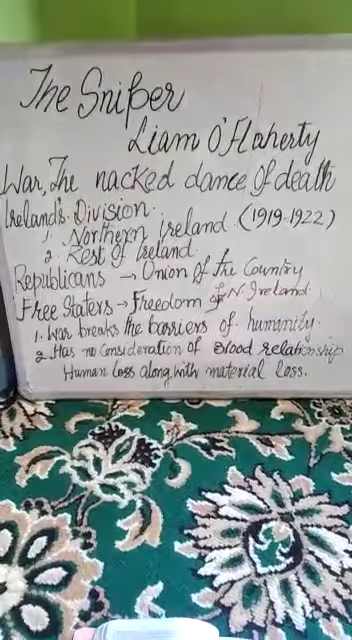 The Sniper
Liam O'Flaherty
War, The nacked dance of death
Ireland's Division.
1. Northern Ireland (1919-1922)
2. Rest of Ireland.
Republicans → Union of the Country
Free Staters → Freedom of N Ireland.
1. War breaks the barriers of humanity.
2. Has no Consideration of Blood relationship
Human Loss along with material loss.